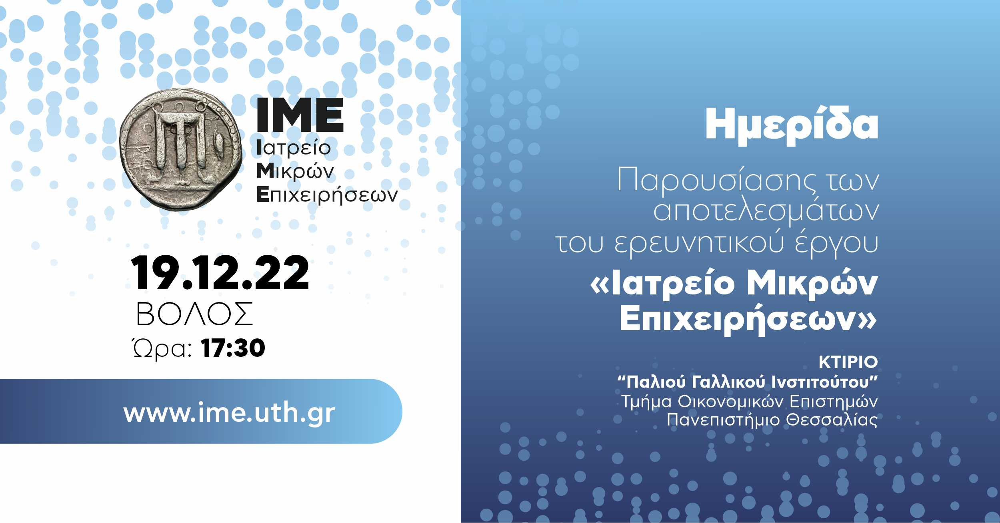 ΙΜΕ
Ιατρείο
Μικρών
Επιχειρήσεων
19.12.22
ΒΟΛΟΣ
Ώρα: 17:30
www.ime.uth.gr
Ημερίδα
Παρουσίασης των
αποτελεσμάτων
του ερευνητικού έργου
«Ιατρείο Μικρών
Επιχειρήσεων»
ΚΤΙΡΙΟ
“Παλιού Γαλλικού Ινστιτούτου”
Τμήμα Οικονομικών Επιστημών
Πανεπιστήμιο Θεσσαλίας